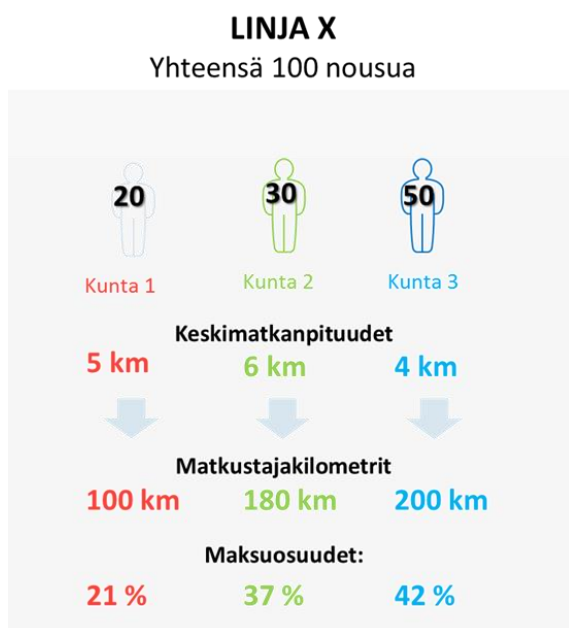 LINJA X
Yhteensä 100 nousua
20 30 50
Kunta 1 Kunta 2 Kunta 3
Keskimatkanpituudet
5 km 6 km 4 km
Matkustajakilometrit
100 km 180 km 200 km
Maksuosuudet:
21 % 37 % 42 %